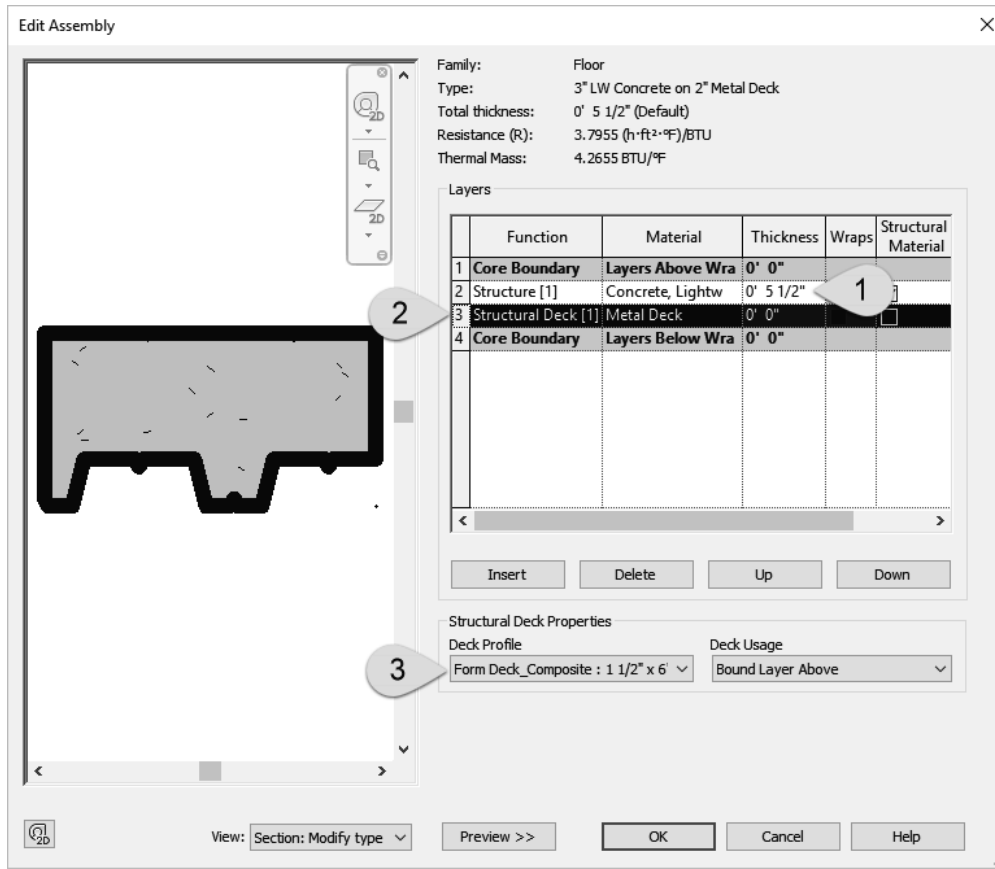 Edit Assembly
2D
2D
Family: Floor
Type: 3" LW Concrete on 2" Metal Deck
Total thickness: 0' 5 1/2" (Default)
Resistance (R): 3.7955 (h·ft²·ºF)/BTU
Thermal Mass: 4.2655 BTU/ºF
Layers
Function Material Thickness Wraps Structural Material
1 Core Boundary Layers Above Wra 0' 0"
2 Structure [1] Concrete, Lightw 0' 5 1/2"
1
2
3 Structural Deck [1] Metal Deck 0' 0"
4 Core Boundary Layers Below Wra 0' 0"
Insert Delete Up Down
Structural Deck Properties
Deck Profile Deck Usage
3
Form Deck_Composite : 1 1/2" x 6' Bound Layer Above
2D
View: Section: Modify type Preview >> OK Cancel Help